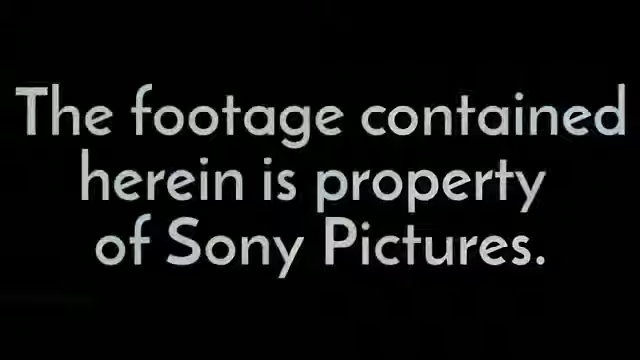 The footage contained
herein is property
of Sony Pictures.